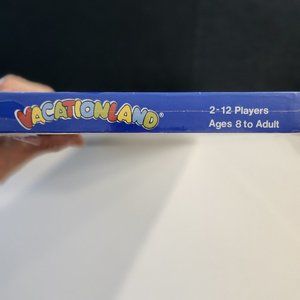 VACATIONLAND®
2-12 Players
Ages 8 to Adult